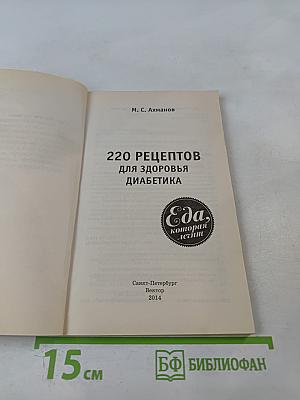 М. С. Ахманов
220 РЕЦЕПТОВ
ДЛЯ ЗДОРОВЬЯ
ДИАБЕТИКА
Еда,
которая
лечит
Санкт-Петербург
Вектор
2014
15 см
БФ БИБЛИОФАН